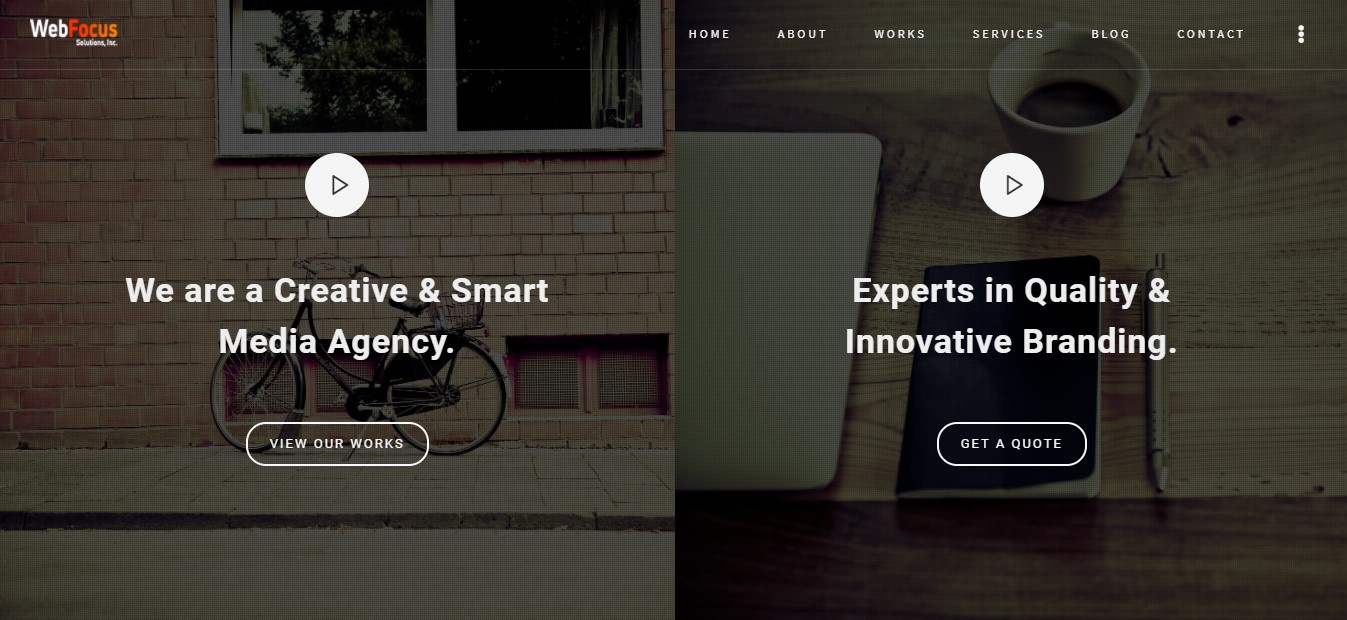 WebFocus
Solutions, Inc.
HOME ABOUT WORKS SERVICES BLOG CONTACT
We are a Creative & Smart
Media Agency.
VIEW OUR WORKS
Experts in Quality &
Innovative Branding.
GET A QUOTE